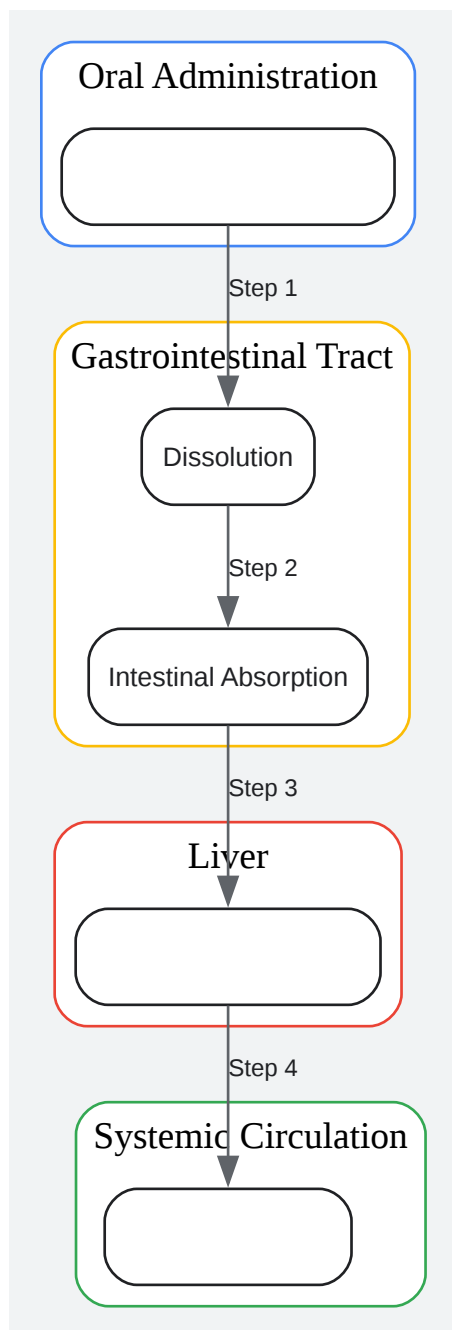 Oral Administration
Step 1
Gastrointestinal Tract
Dissolution
Step 2
Intestinal Absorption
Step 3
Liver
Step 4
Systemic Circulation